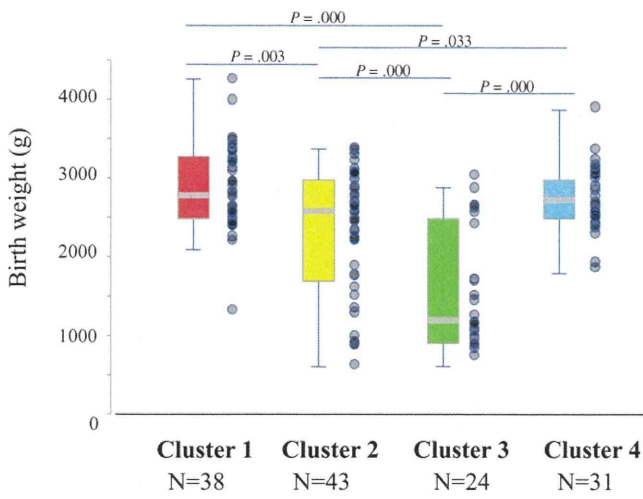 P = .000
P = .033
P = .003
P = .000
P = .000
Birth weight (g)
4000
3000
2000
1000
0
Cluster 1 Cluster 2 Cluster 3 Cluster 4
N=38 N=43 N=24 N=31